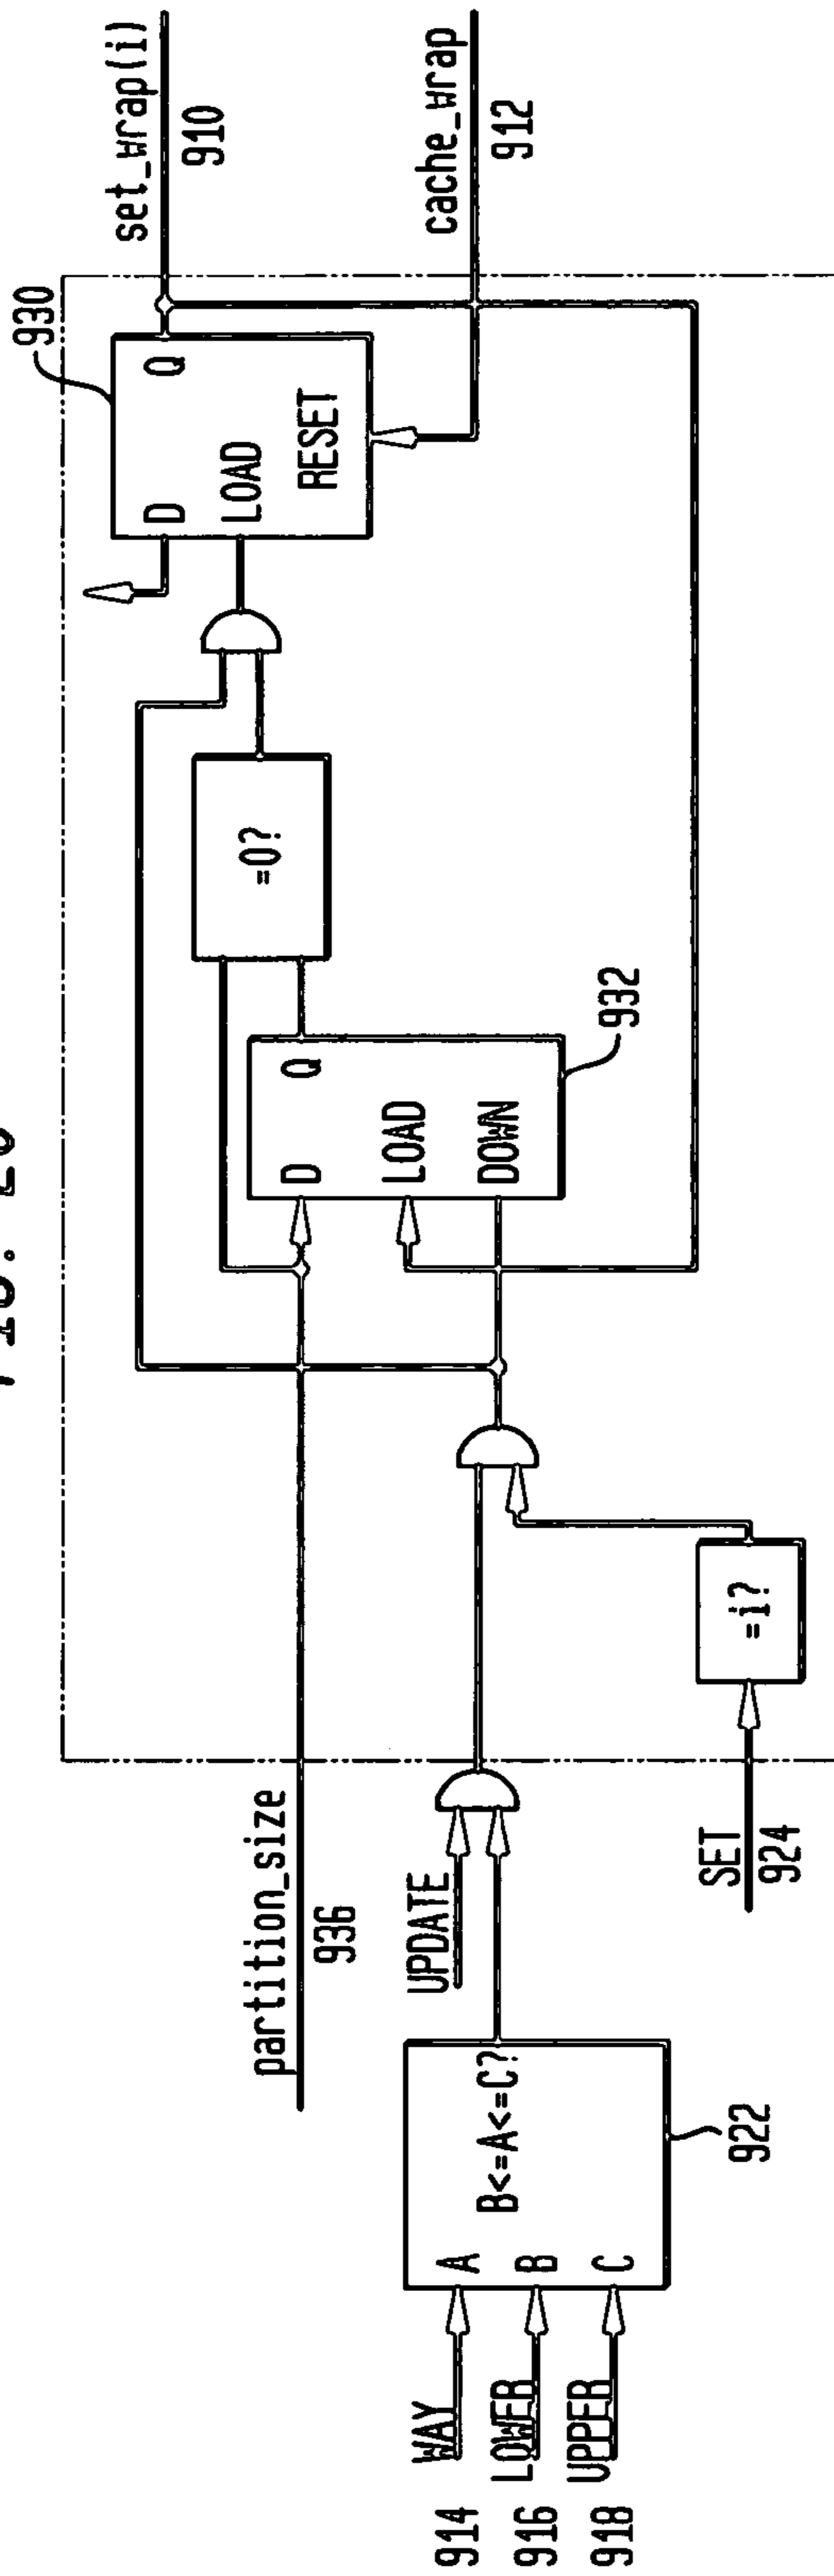 FIG.
930
set_wrap(i)
910
D
Q
LOAD
RESET
=0?
partition_size
936
D
Q
LOAD
DOWN
932
cache_wrap
912
UPDATE
WAY
914
LOWER
916
UPPER
918
A
B
C
B<=A<=C?
922
SET
924
=i?